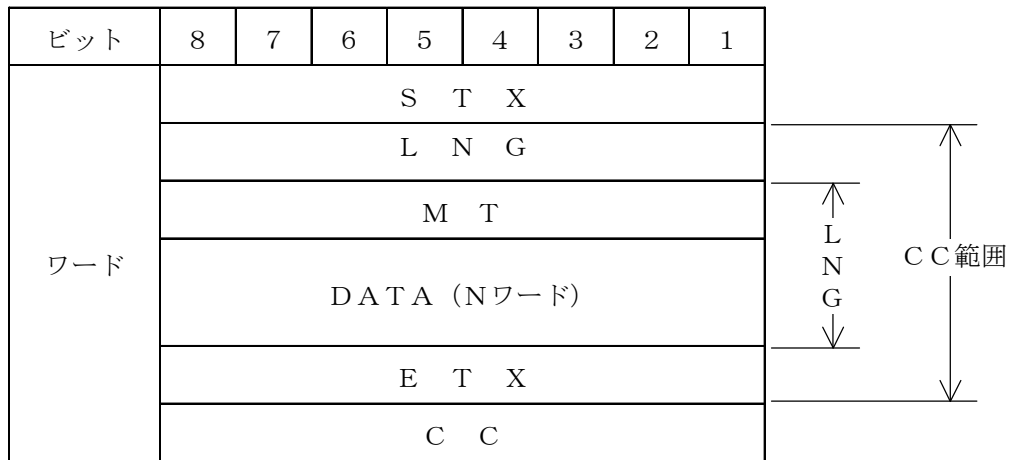 ビット 8 7 6 5 4 3 2 1
S T X
L N G
M T
ワード
DATA（Nワード）
E T X
C C
L
N
G
CC範囲